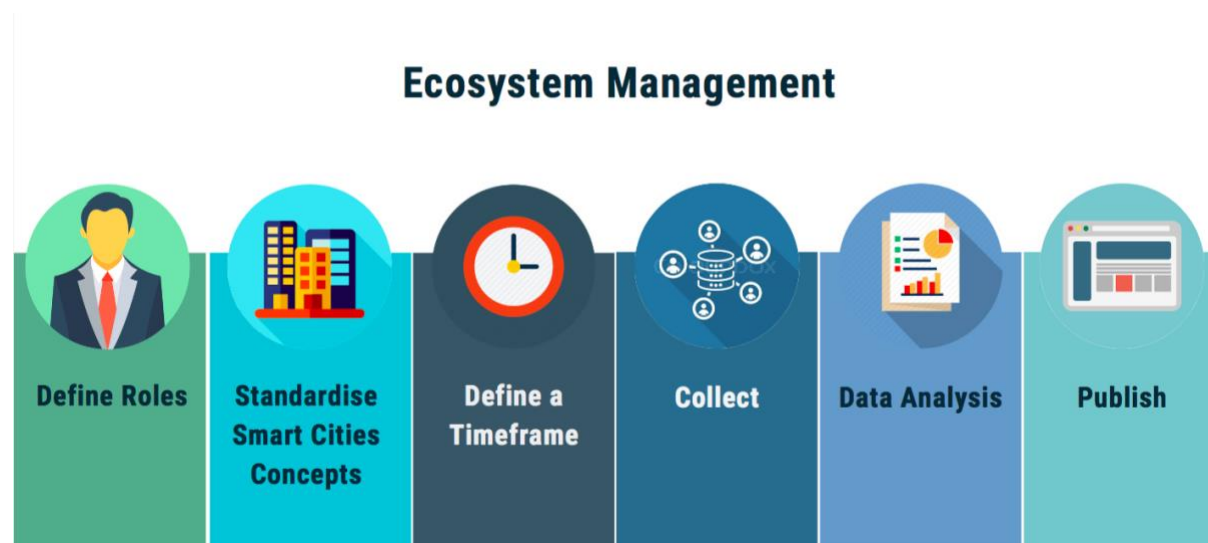 Ecosystem Management
Define Roles
Standardise
Smart Cities
Concepts
Define a
Timeframe
Collect
Data Analysis
Publish